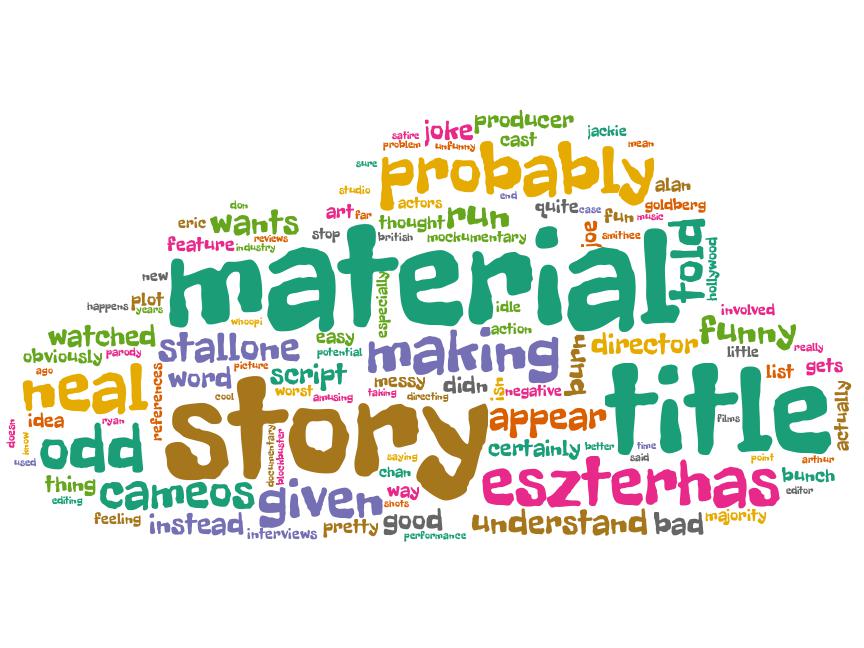 producer
joke
satire
cast
jackie
problem
unfunny
mean
sure
probably
alan
studio
actors
end
goldberg
don
quite
case
fun
music
art
far
eric
wants
thought
run
joe
smithee
told
feature
reviews
industry
stop
british
mockumentary
hollywood
new
material
especially
happens
plot
years
idle
involved
whoopi
action
watched
stallone
easy
making
director
funny
obviously
parody
potential
little
really
ago
neal
references
word
picture
script
messy
didn
burn
list
gets
cool
worst
amusing
taking
directing
ish
negative
actually
idea
ryan
story
appear
title
films
doesn
know
odd
documentary
blockbuster
certainly
better
time
used
saying
said
point
arthur
thing
chan
eszterhas
bunch
editing
cameos
given
way
editor
shots
feeling
instead
interviews
pretty
good
performance
understand
bad
majority